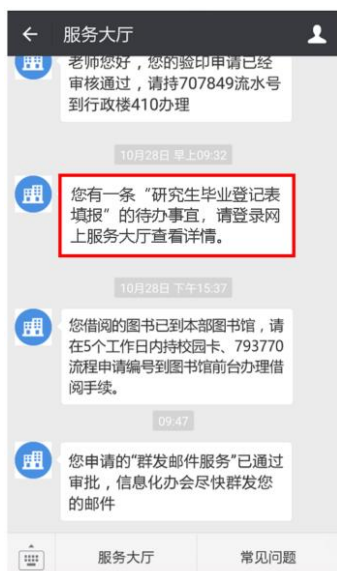 服务大厅
老师您好，您的验印申请已经
审核通过，请持707849流水号
到行政楼410办理
10月28日 早上09:32
您有一条“研究生毕业登记表
填报”的待办事宜，请登录网
上服务大厅查看详情。
10月28日 下午15:37
您借阅的图书已到本部图书馆，请
在5个工作日内持校园卡、793770
流程申请编号到图书馆前台办理借
阅手续。
09:47
您申请的“群发邮件服务”已通过
审批，信息化办会尽快群发您
的邮件
服务大厅
常见问题